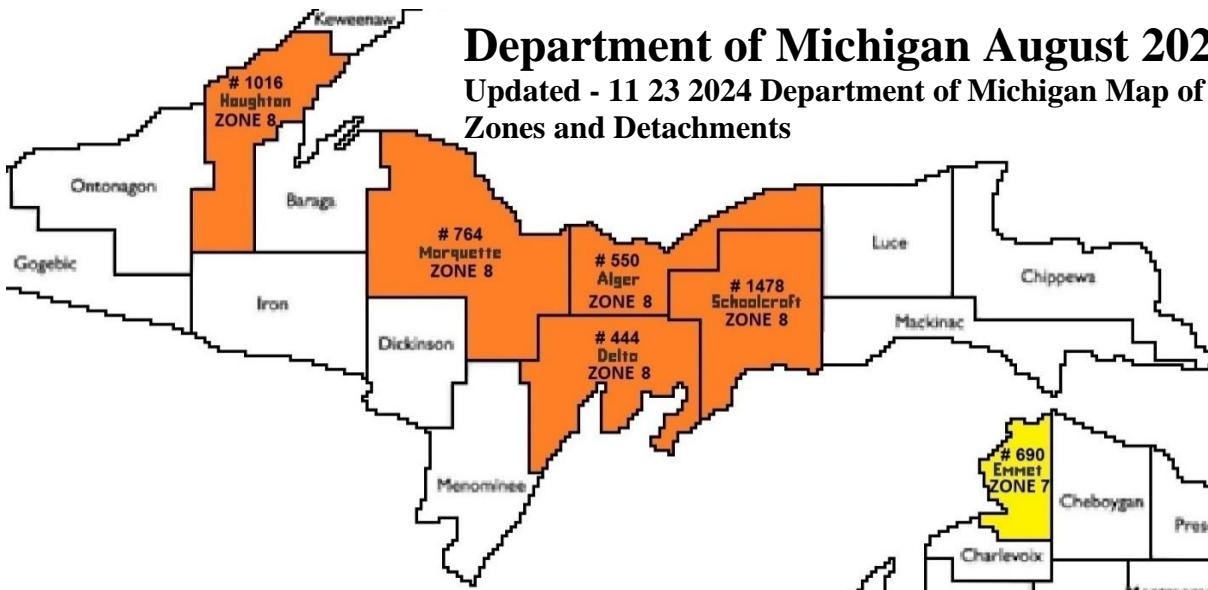 Keweenaw
Department of Michigan August 202
Updated - 11 23 2024 Department of Michigan Map of
Zones and Detachments
# 1016
Houghton
ZONE 8
Ontonagon
Baraga
Gogebic
Iron
# 764
Marquette
ZONE 8
Dickinson
Menominee
# 550
Alger
ZONE 8
# 444
Delta
ZONE 8
# 1478
Schoolcraft
ZONE 8
Luce
Chippewa
Mackinac
# 690
Emmet
ZONE 7
Cheboygan
Pres
Charlevoix